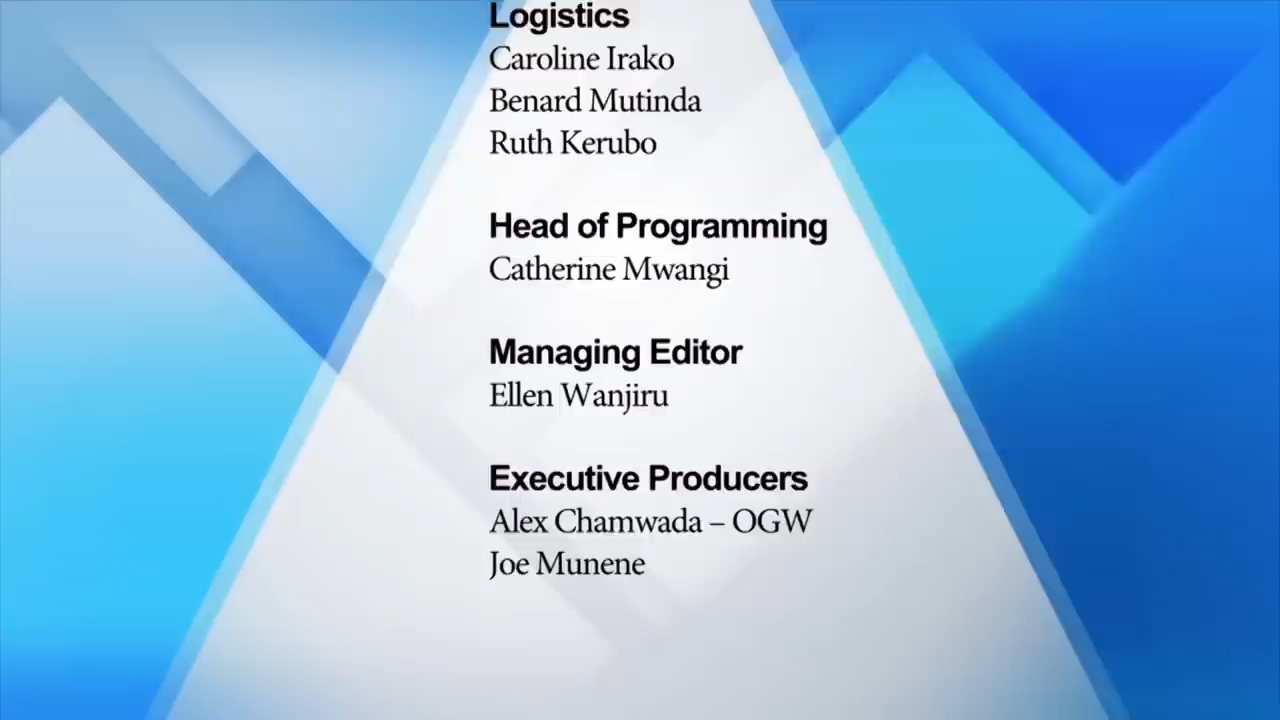 Logistics
Caroline Irako
Benard Mutinda
Ruth Kerubo
Head of Programming
Catherine Mwangi
Managing Editor
Ellen Wanjiru
Executive Producers
Alex Chamwada – OGW
Joe Munene